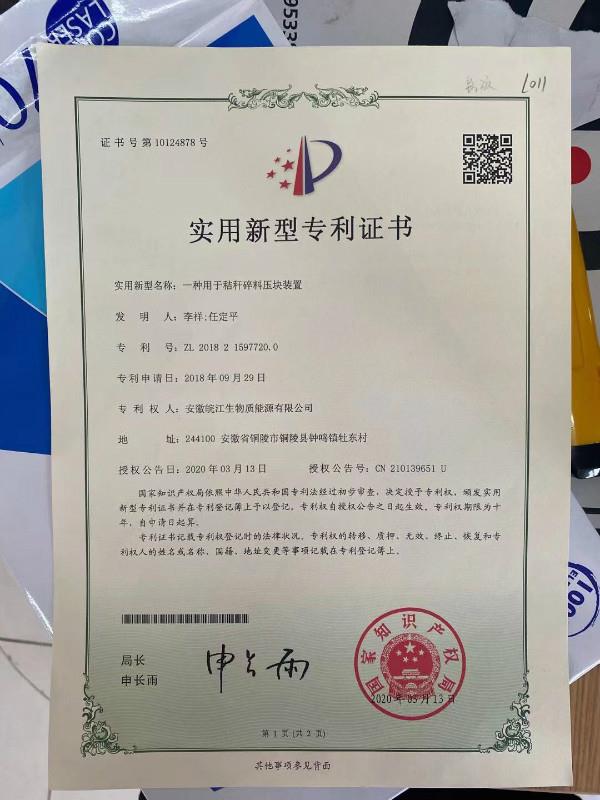 L011
证书号第10124878号
实用新型专利证书
实用新型名称：一种用于秸秆碎料压块装置
发明人：李祥;任定平
专利号：ZL 2018 2 1597720.0
专利申请日：2018年09月29日
专利权人：安徽皖江生物质能源有限公司
地址：244100 安徽省铜陵市铜陵县钟鸣镇牡东村
授权公告日：2020年03月13日 授权公告号：CN 210139651 U
国家知识产权局依照中华人民共和国专利法经过初步审查，决定授予专利权，颁发实用
新型专利证书并在专利登记簿上予以登记。专利权自授权公告之日起生效。专利权期限为十
年，自申请日起算。
专利证书记载专利权登记时的法律状况。专利权的转移、质押、无效、终止、恢复和专
利权人的姓名或名称、国籍、地址变更等事项记载在专利登记簿上。
局长
申长雨
申长雨
国家知识产权局
2020年03月13日
第 1 页 (共 2 页)
其他事项参见背面